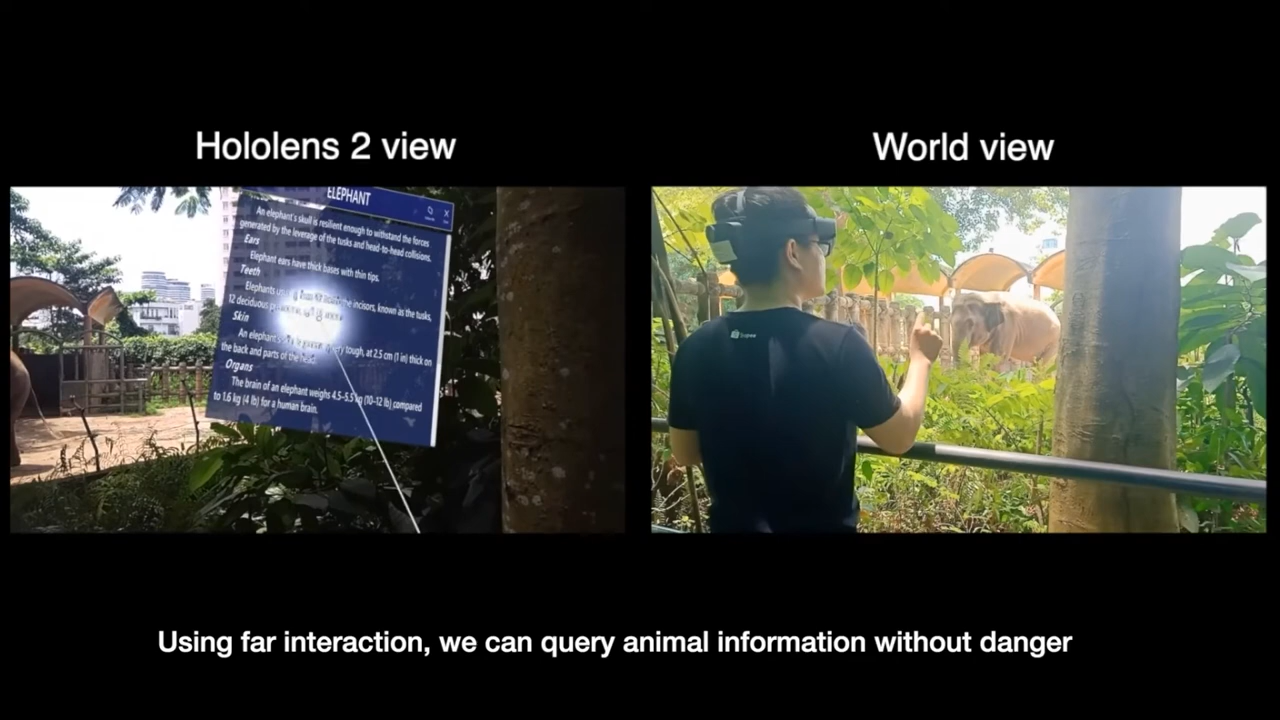 Hololens 2 view
World view
ELEPHANT
An elephant's skull is resilient enough to withstand the forces
generated by the leverage of the tusks and head-to-head collisions.
Ears
Elephant ears have thick bases with thin tips.
Teeth
Elephants the incisors, known as the tusks,
12 deciduous
Skin
An elephant's tough, at 2.5 cm (1 in) thick on
the back and parts of the head.
Organs
The brain of an elephant weighs 4.5–5.5 (10–12 lb) compared
to 1.6 kg (4 lb) for a human brain.
Using far interaction, we can query animal information without danger